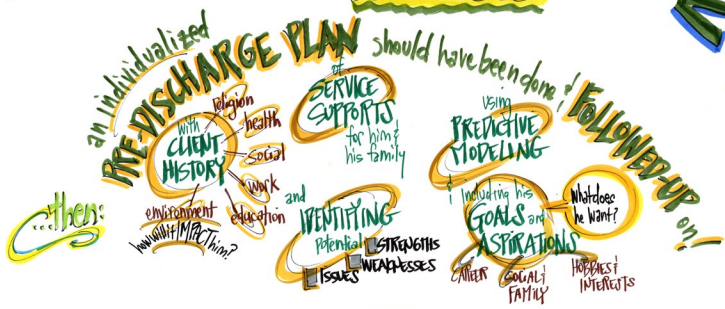 an individualized
PRE-DISCHARGE PLAN
should have been done &
FOLLOWED-UP on!
...then:
with
CLIENT
HISTORY
religion
health
social
work
education
environment
how will it IMPACT him?
of
SERVICE
SUPPORTS
for him &
his family
and
IDENTIFYING
potential
STRENGTHS
WEAKNESSES
ISSUES
using
PREDICTIVE
MODELING
& including his
GOALS and
ASPIRATIONS
What does
he want?
CAREER
SOCIAL &
FAMILY
HOBBIES &
INTERESTS